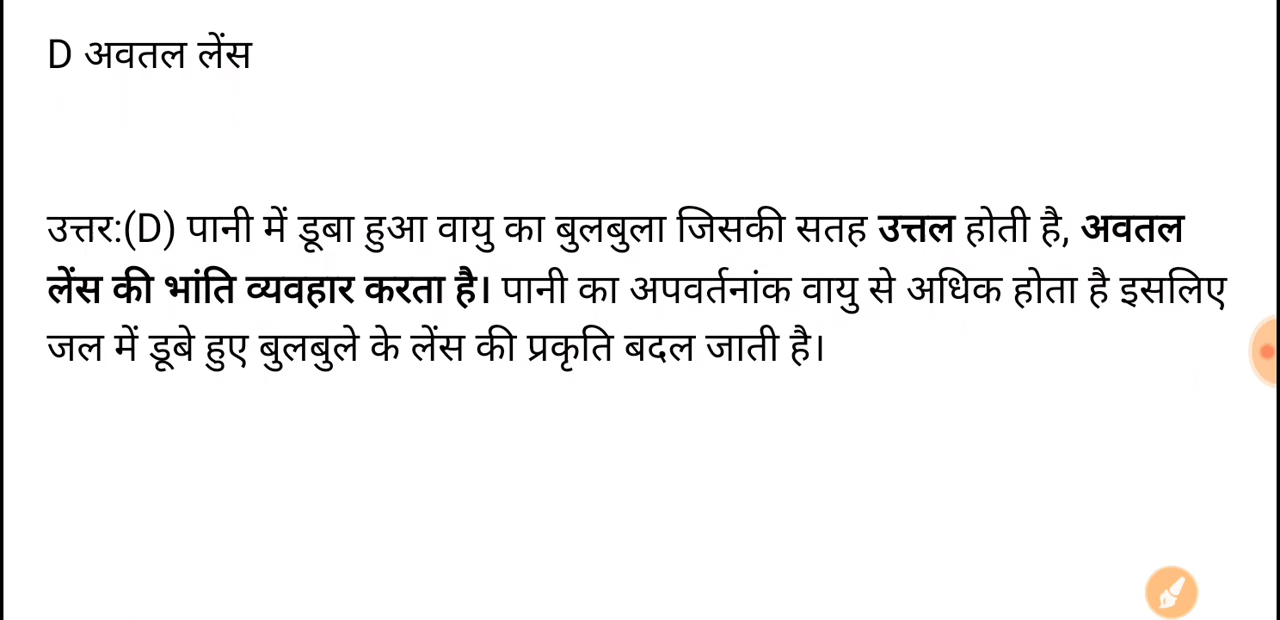 D अवतल लेंस
उत्तर:(D) पानी में डूबा हुआ वायु का बुलबुला जिसकी सतह उत्तल होती है, अवतल
लेंस की भांति व्यवहार करता है। पानी का अपवर्तनांक वायु से अधिक होता है इसलिए
जल में डूबे हुए बुलबुले के लेंस की प्रकृति बदल जाती है।